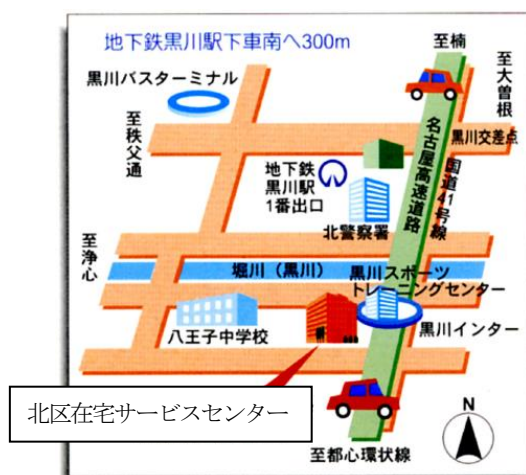 地下鉄黒川駅下車南へ300m
至楠
至大曽根
黒川バスターミナル
至秩父通
黒川交差点
名古屋高速道路
国道41号線
地下鉄
黒川駅
1番出口
北警察署
至浄心
堀川（黒川）
黒川スポーツ
トレーニングセンター
八王子中学校
黒川インター
北区在宅サービスセンター
N
至都心環状線